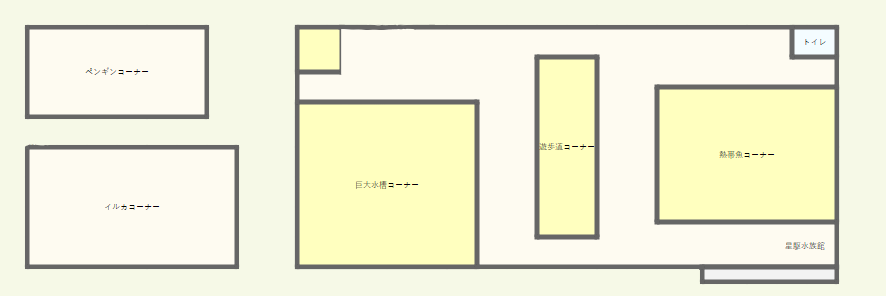 トイレ
ペンギンコーナー
遊歩道コーナー
熱帯魚コーナー
巨大水槽コーナー
イルカコーナー
星駆水族館